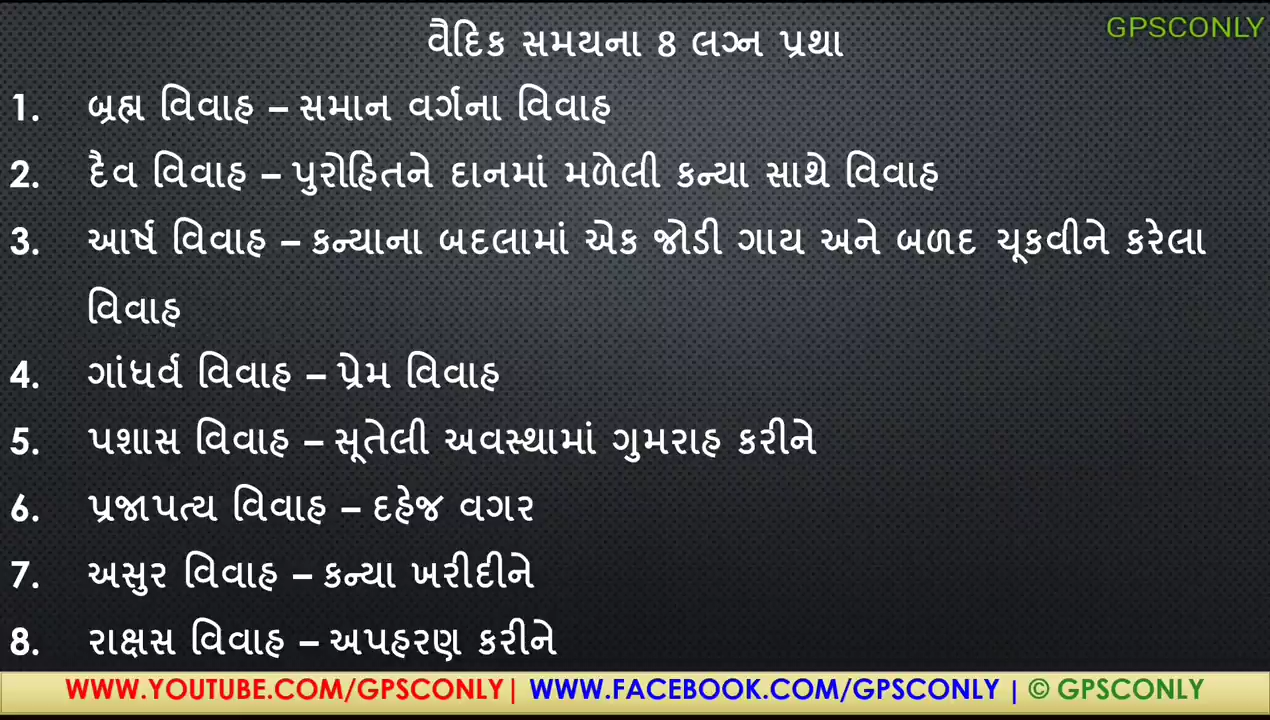 GPSCONLY
વૈદિક સમયના 8 લગ્ન પ્રથા
1. બ્રહ્મ વિવાહ – સમાન વર્ગના વિવાહ
2. દૈવ વિવાહ – પુરોહિતને દાનમાં મળેલી કન્યા સાથે વિવાહ
3. આર્ષ વિવાહ – કન્યાના બદલામાં એક જોડી ગાય અને બળદ ચૂકવીને કરેલા
વિવાહ
4. ગાંધર્વ વિવાહ – પ્રેમ વિવાહ
5. પશાસ વિવાહ – સૂતેલી અવસ્થામાં ગુમરાહ કરીને
6. પ્રજાપત્ય વિવાહ – દહેજ વગર
7. અસુર વિવાહ – કન્યા ખરીદીને
8. રાક્ષસ વિવાહ – અપહરણ કરીને
WWW.YOUTUBE.COM/GPSCONLY | WWW.FACEBOOK.COM/GPSCONLY | © GPSCONLY